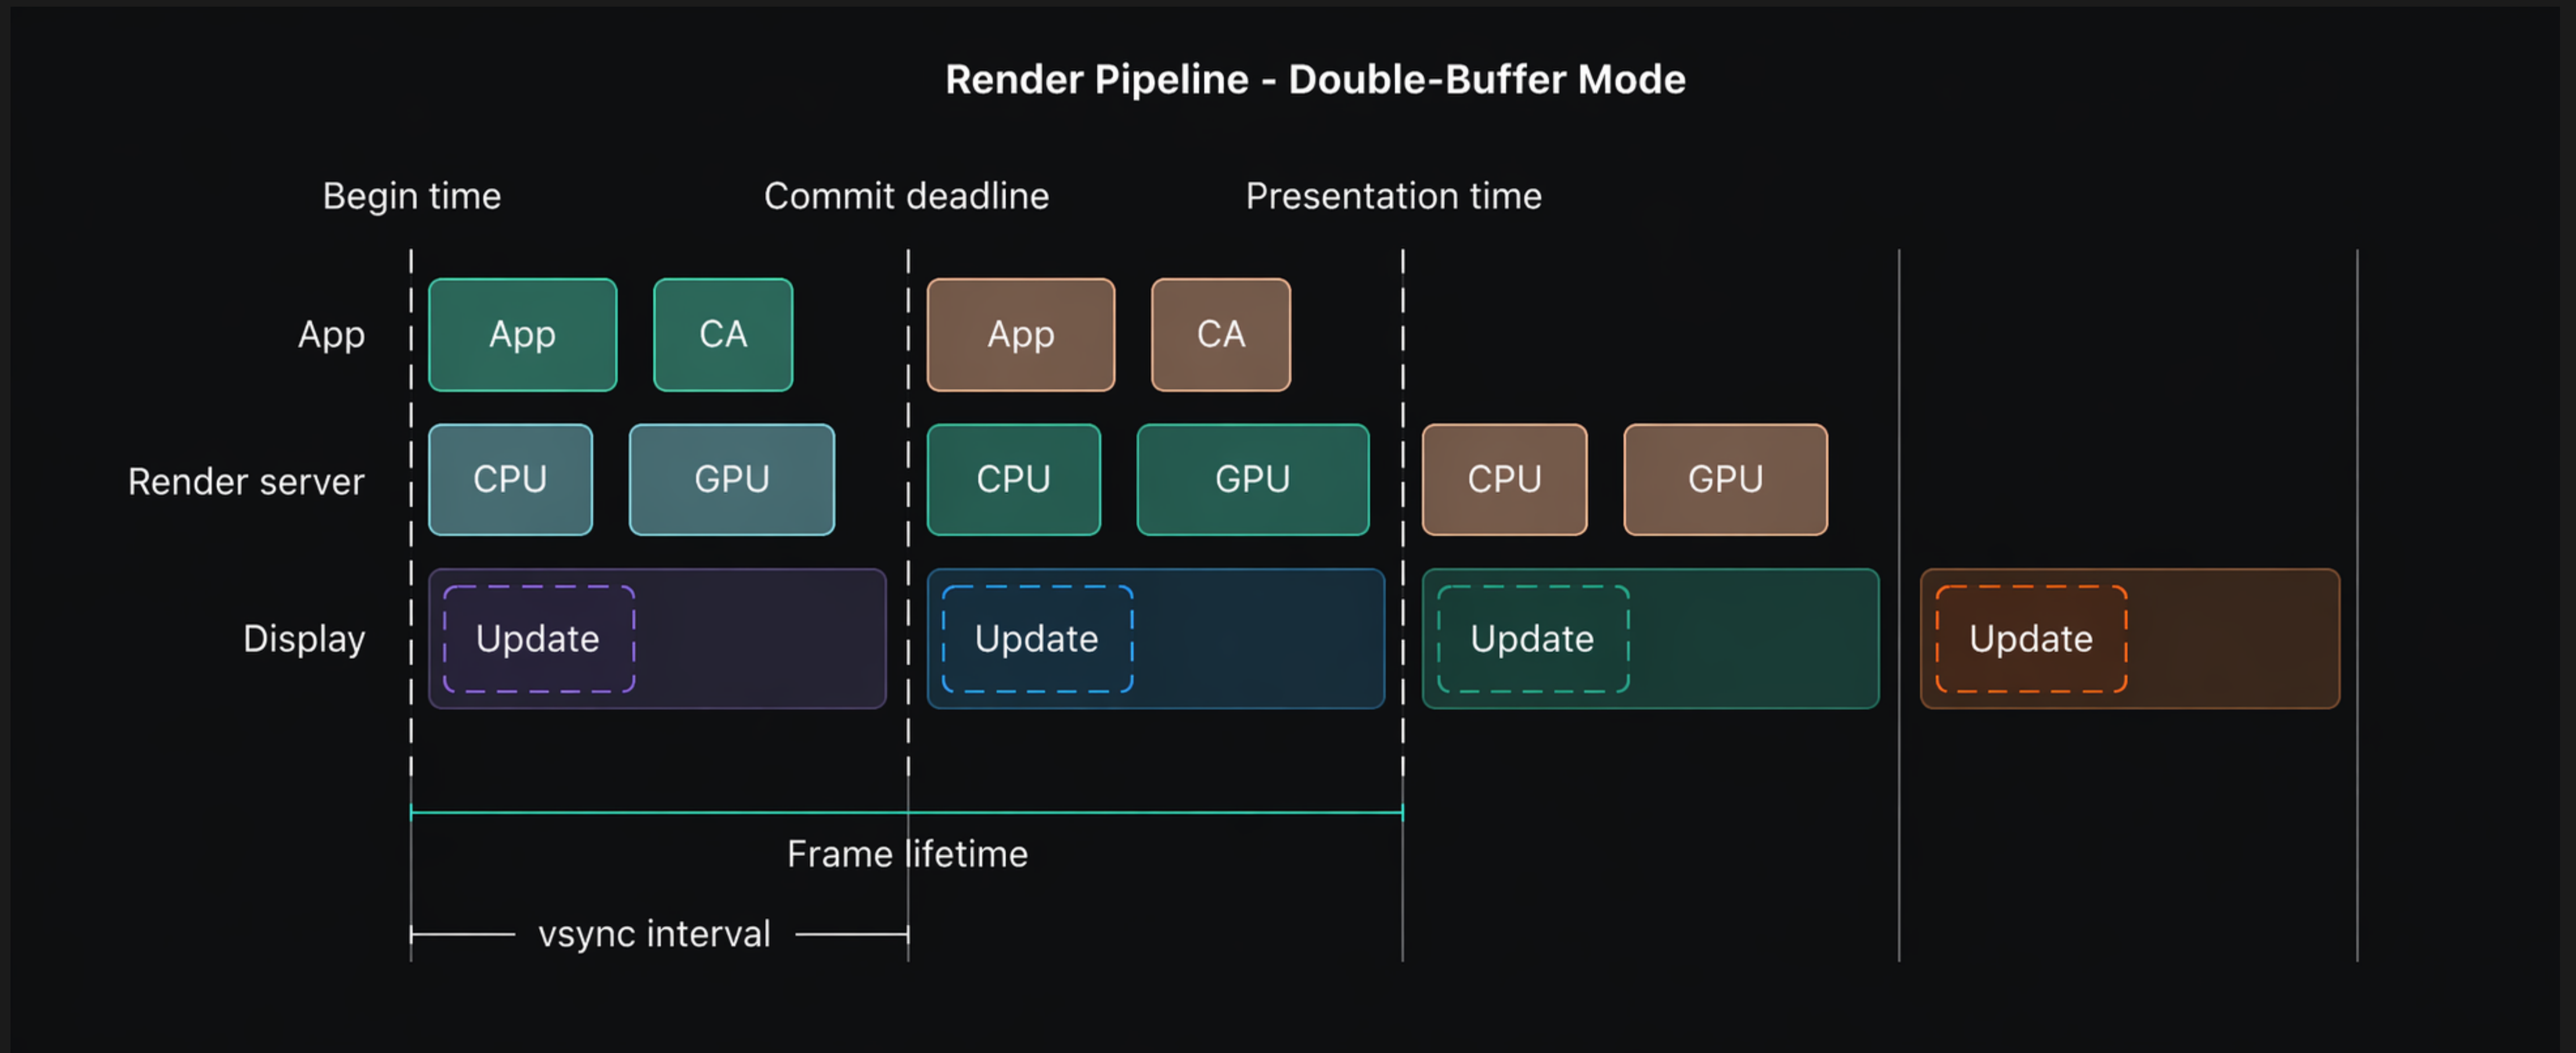 Render Pipeline - Double-Buffer Mode
Begin time
Commit deadline
Presentation time
App
App
CA
App
CA
Render server
CPU
GPU
CPU
GPU
CPU
GPU
Display
Update
Update
Update
Update
Frame lifetime
vsync interval